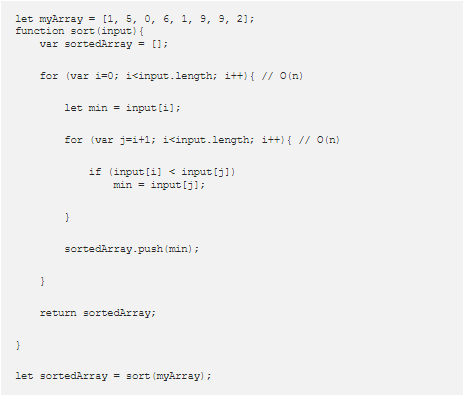 let myArray = [1, 5, 0, 6, 1, 9, 9, 2];
function sort(input){
var sortedArray = [];
for (var i=0; i<input.length; i++){ // O(n)
let min = input[i];
for (var j=i+1; i<input.length; i++){ // O(n)
if (input[i] < input[j])
min = input[j];
}
sortedArray.push(min);
}
return sortedArray;
}
let sortedArray = sort(myArray);